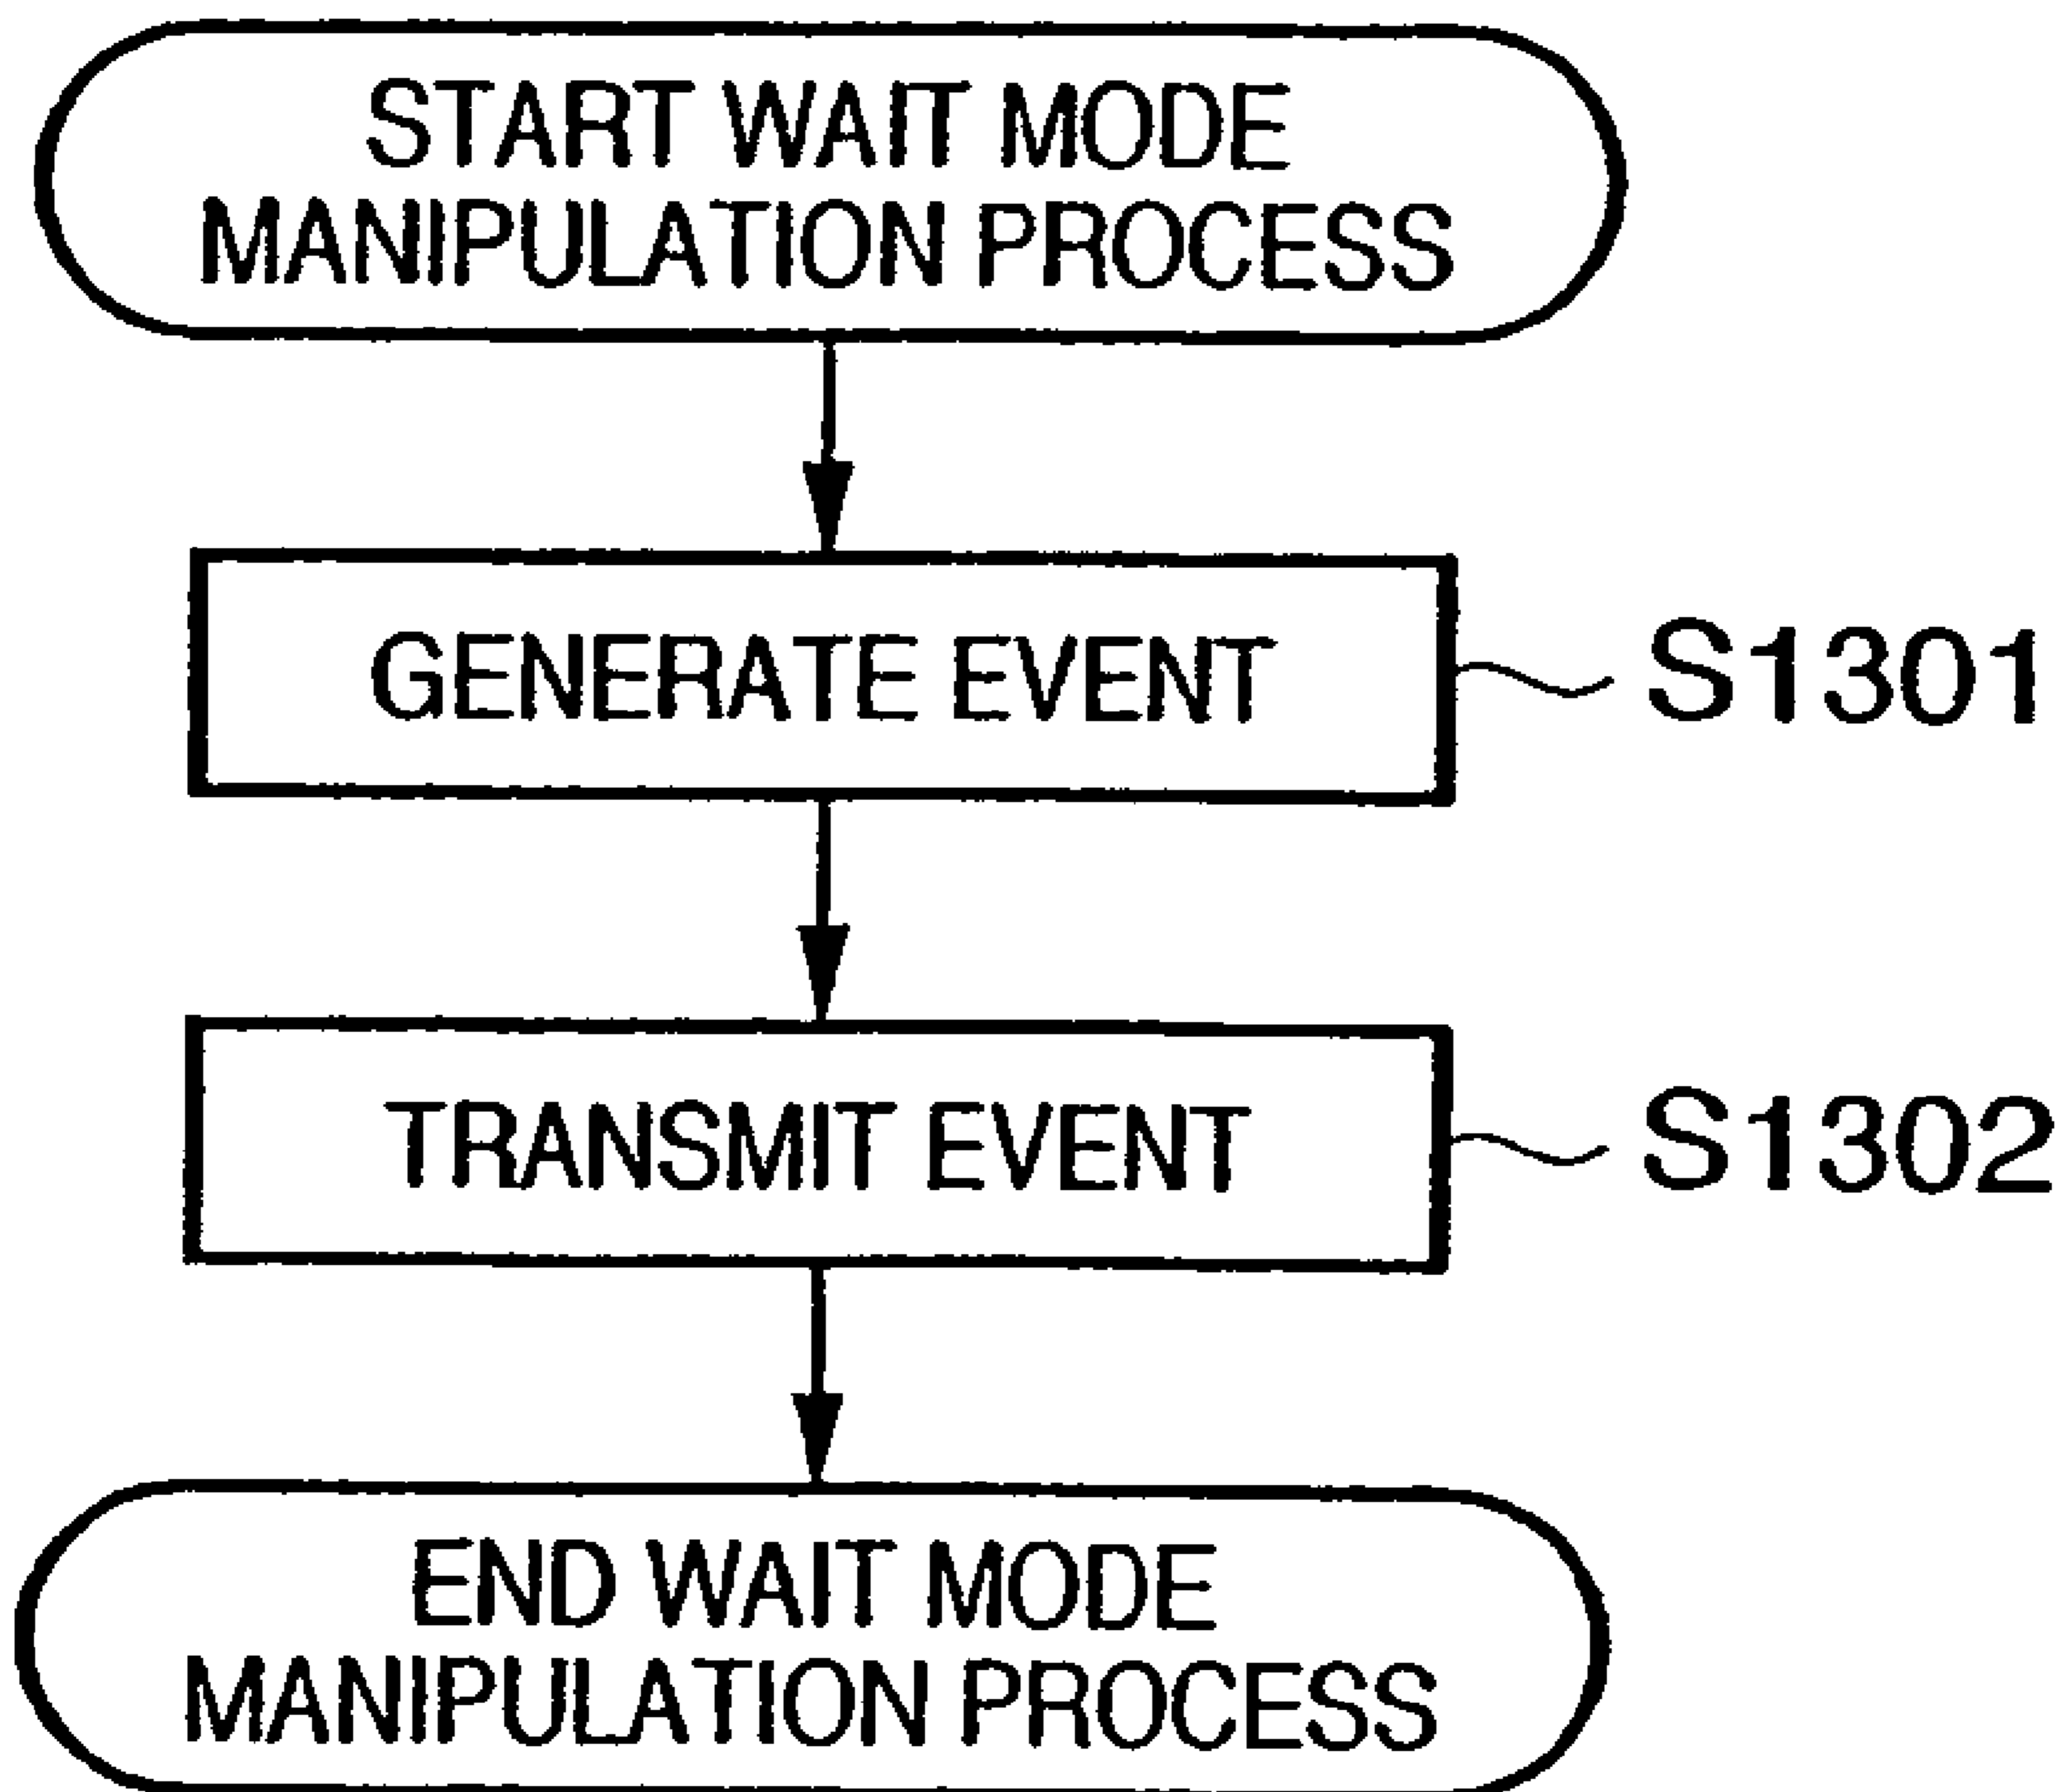 START WAIT MODE
MANIPULATION PROCESS
GENERATE EVENT
S1301
TRANSMIT EVENT
S1302
END WAIT MODE
MANIPULATION PROCESS